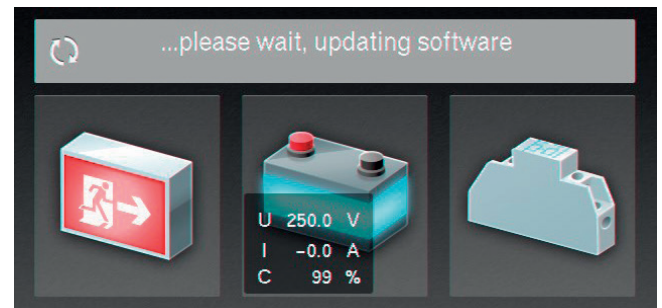 ...please wait, updating software
U 250.0 V
I -0.0 A
C 99 %